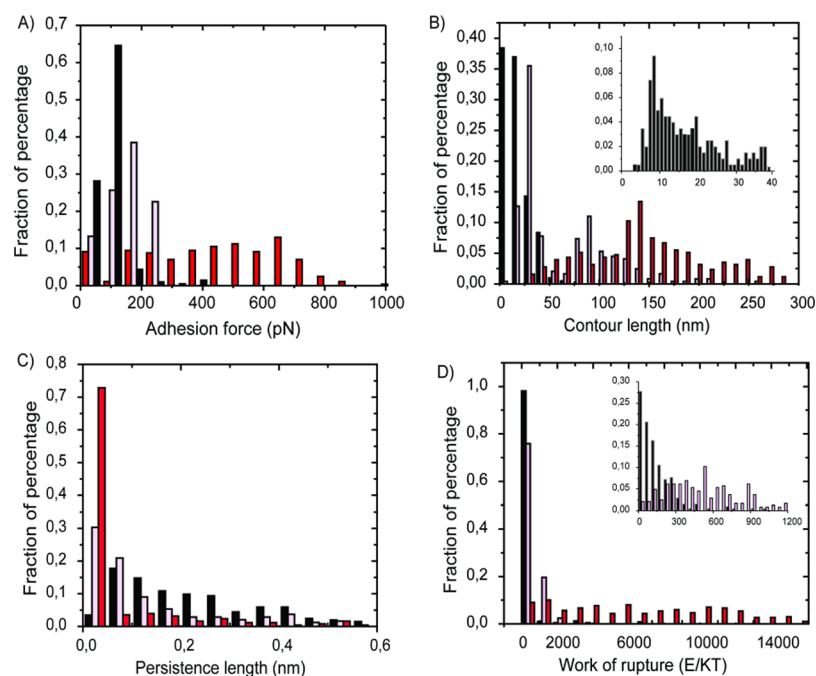 A)
0,7
0,6
0,5
0,4
0,3
0,2
0,1
0,0
Fraction of percentage
0 200 400 600 800 1000
Adhesion force (pN)
B)
0,40
0,35
0,30
0,25
0,20
0,15
0,10
0,05
0,00
Fraction of percentage
0,10
0,08
0,06
0,04
0,02
0,00
0 10 20 30 40
0 50 100 150 200 250 300
Contour length (nm)
C)
0,8
0,7
0,6
0,5
0,4
0,3
0,2
0,1
0,0
Fraction of percentage
0,0 0,2 0,4 0,6
Persistence length (nm)
D)
1,0
0,8
0,6
0,4
0,2
0,0
Fraction of percentage
0,30
0,25
0,20
0,15
0,10
0,05
0,00
300 600 900 1200
0 2000 6000 10000 14000
Work of rupture (E/KT)